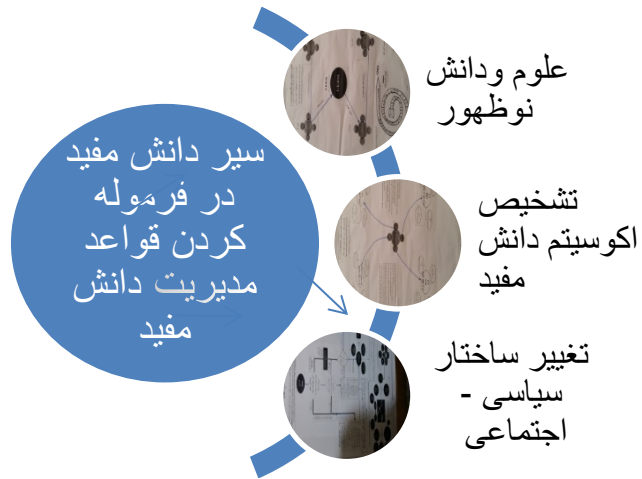 علوم ودانش
نوظهور
سیر دانش مفید
در فرموله
کردن قواعد
مدیریت دانش
مفید
تشخیص
اکوسیتم دانش
مفید
تغییر ساختار
سیاسی -
اجتماعی